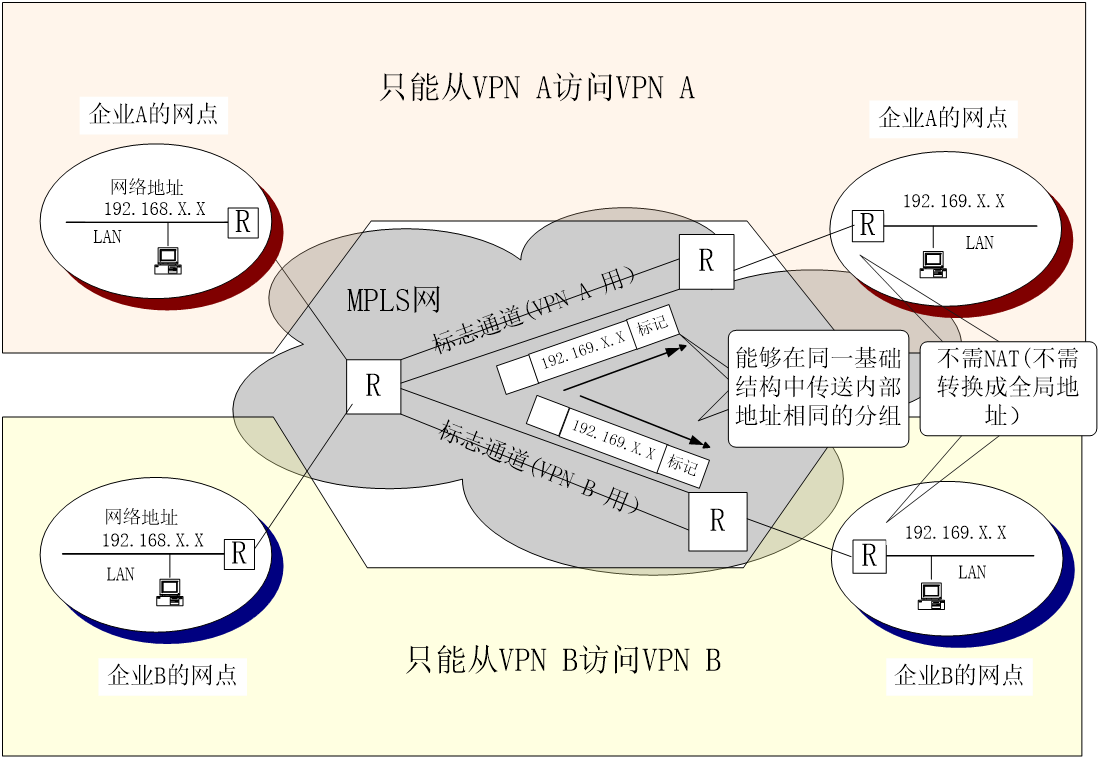 只能从VPN A访问VPN A
企业A的网点
企业A的网点
网络地址
192.168.X.X
R
LAN
192.169.X.X
R
LAN
MPLS网
R
标志通道(VPN A 用)
192.169.X.X
标记
R
能够在同一基础
结构中传送内部
地址相同的分组
不需NAT(不需
转换成全局地
址)
192.169.X.X
标记
标志通道(VPN B 用)
R
网络地址
192.168.X.X
R
LAN
192.169.X.X
R
LAN
企业B的网点
只能从VPN B访问VPN B
企业B的网点